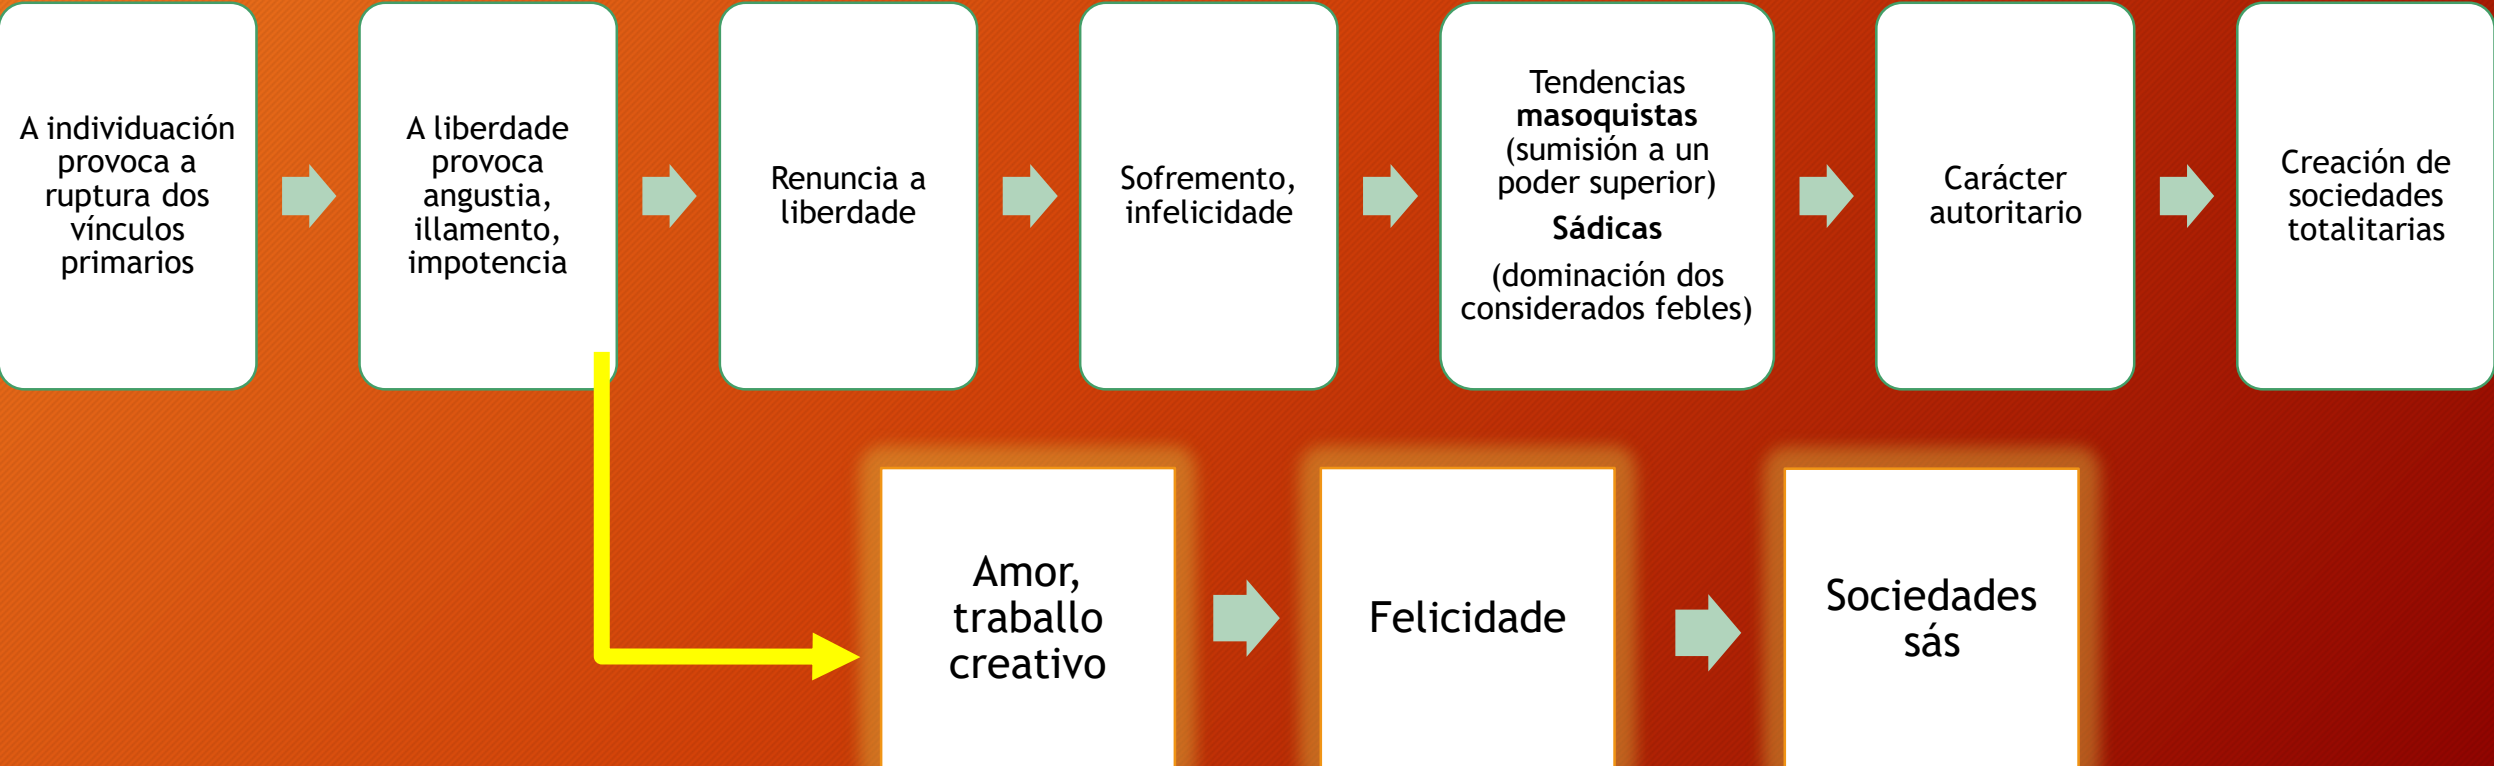 A individuación
provoca a
ruptura dos
vínculos
primarios
A liberdade
provoca
angustia,
illamento,
impotencia
Renuncia a
liberdade
Sofremento,
infelicidade
Tendencias
masoquistas
(sumisión a un
poder superior)
Sádicas
(dominación dos
considerados febles)
Carácter
autoritario
Creación de
sociedades
totalitarias
Amor,
traballo
creativo
Felicidade
Sociedades
sás